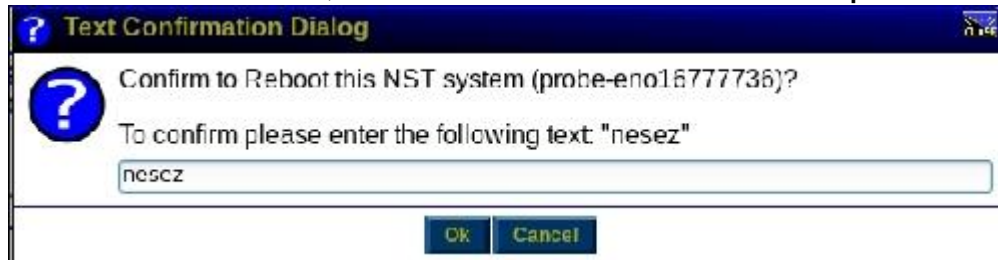 Text Confirmation Dialog
Confirm to Reboot this NST system (probe-eno16777736)?
To confirm please enter the following text: "nesez"
nesez
Ok Cancel